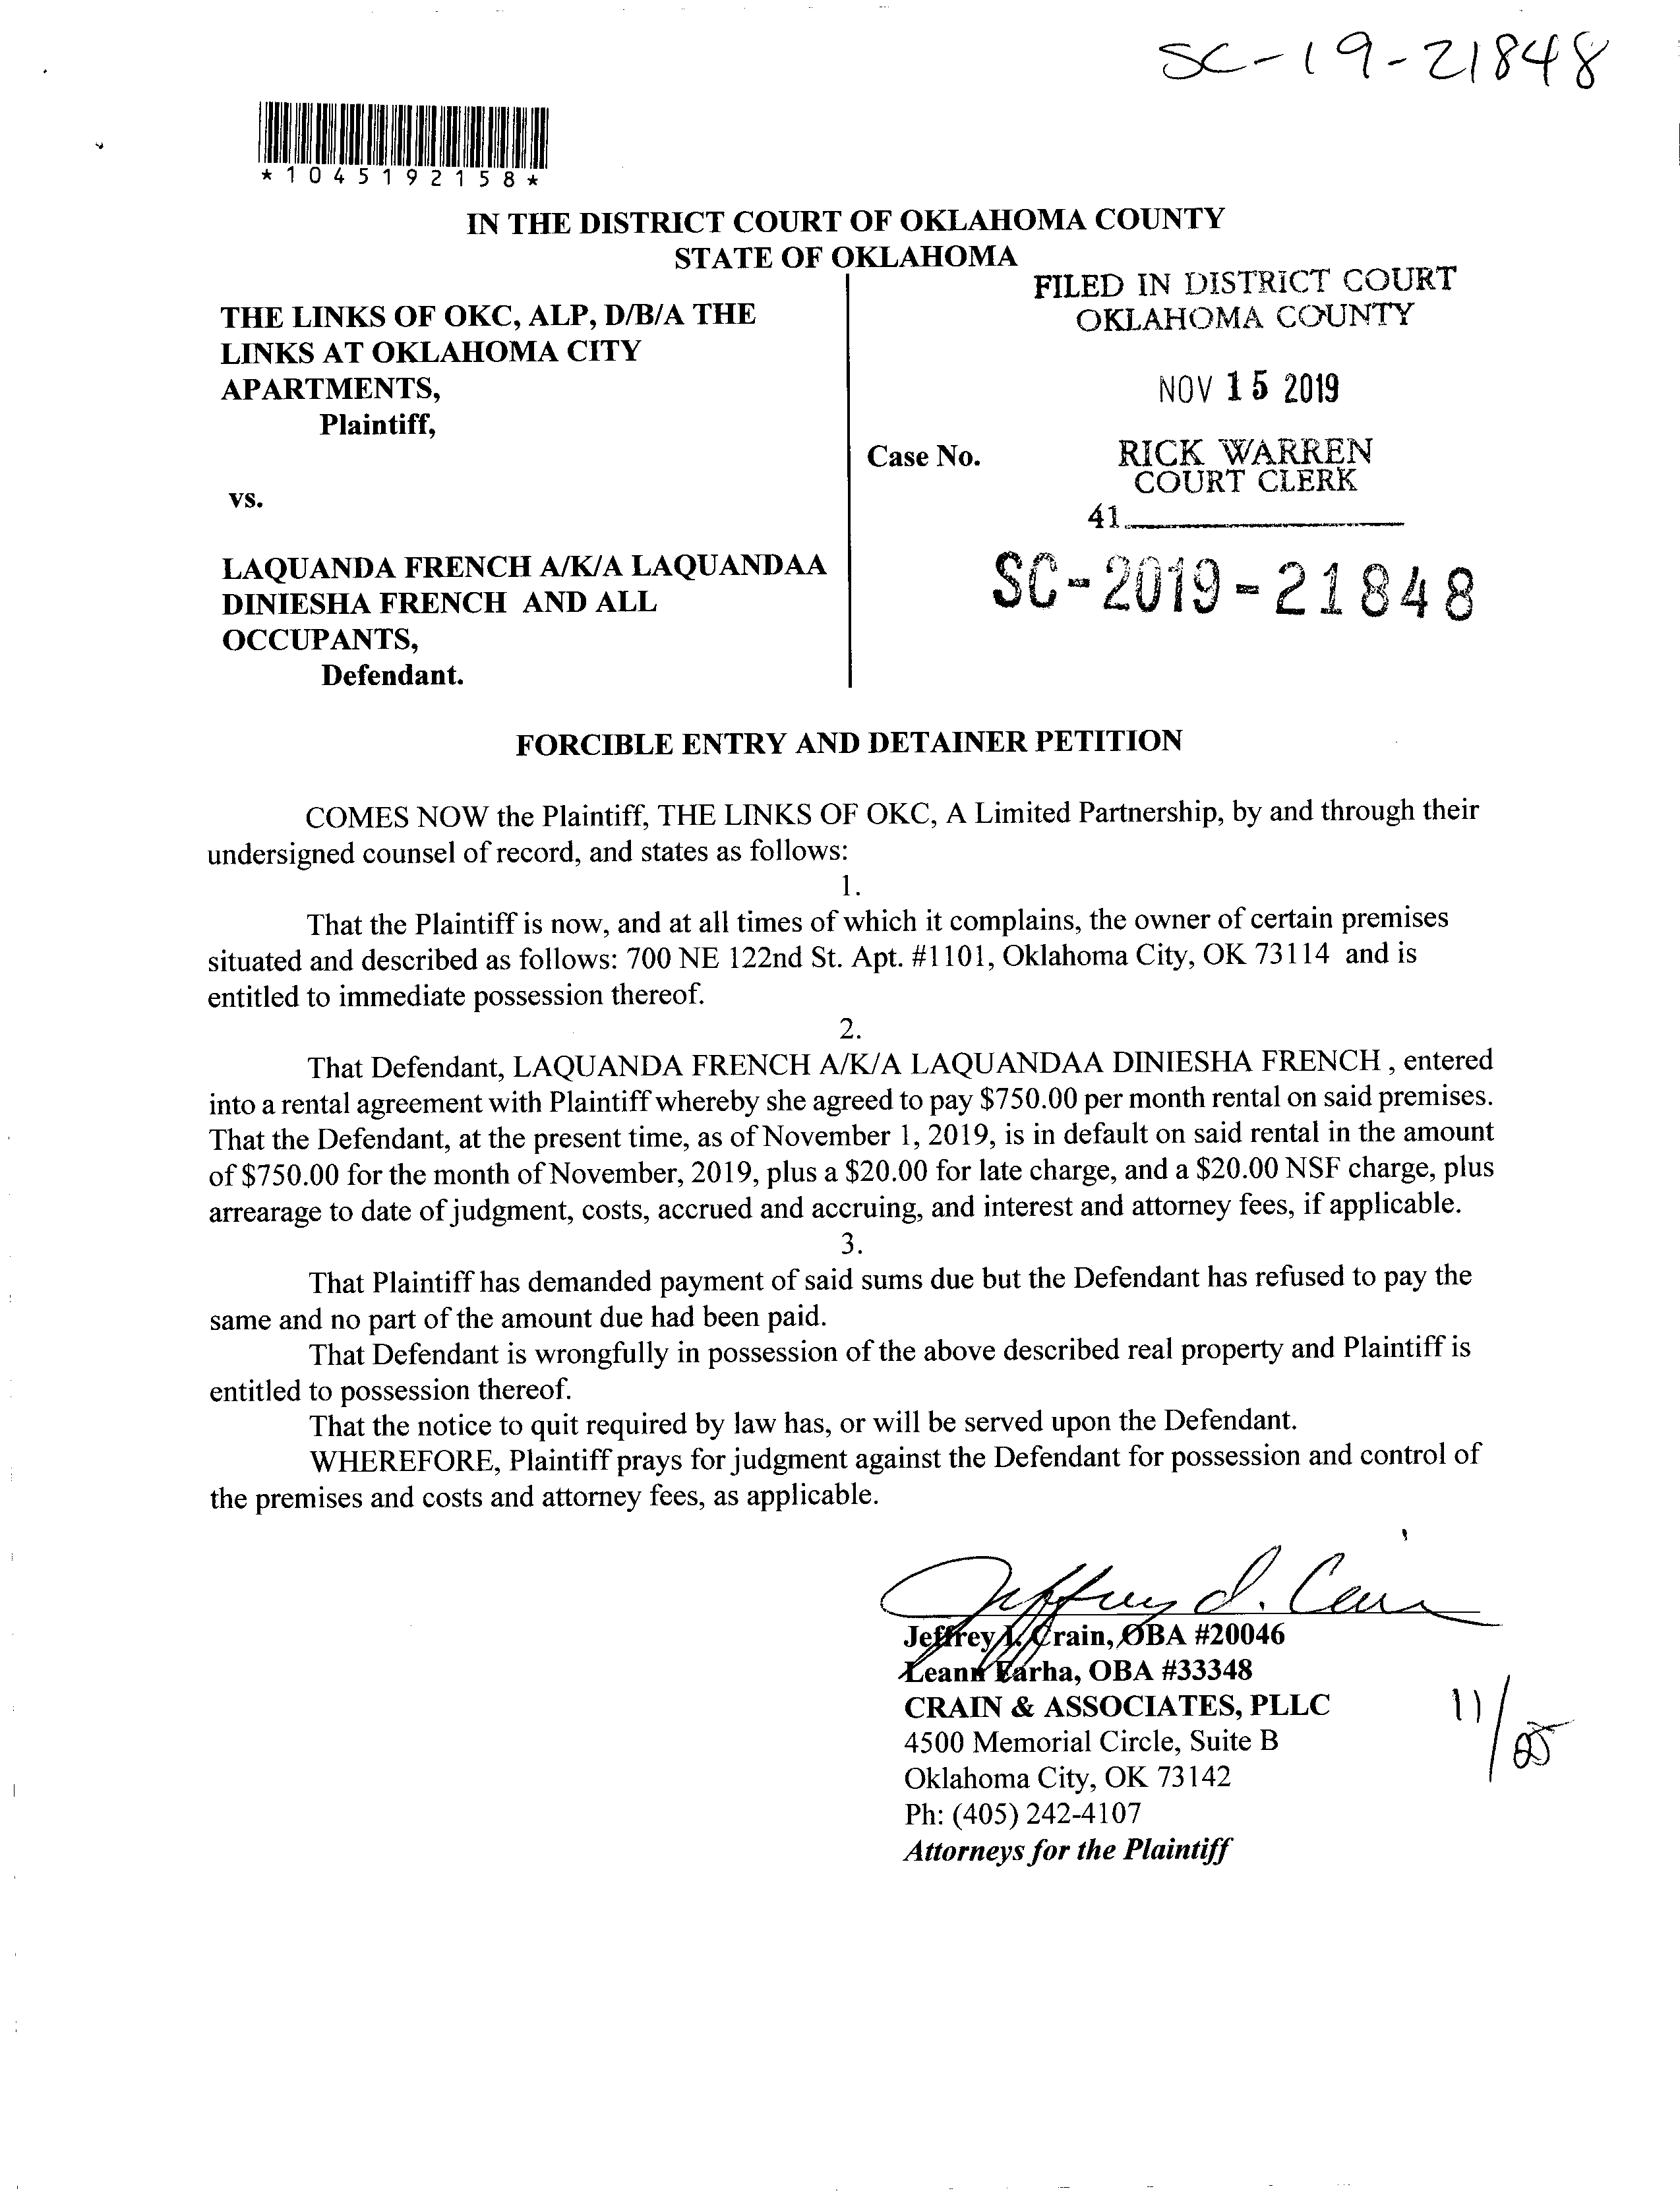 SC-19-21848
*1045192158*
IN THE DISTRICT COURT OF OKLAHOMA COUNTY
STATE OF OKLAHOMA
FILED IN DISTRICT COURT
OKLAHOMA COUNTY
NOV 15 2019
RICK WARREN
COURT CLERK
41
THE LINKS OF OKC, ALP, D/B/A THE
LINKS AT OKLAHOMA CITY
APARTMENTS,
Plaintiff,
vs.
LAQUANDA FRENCH A/K/A LAQUANDAA
DINIESHA FRENCH AND ALL
OCCUPANTS,
Defendant.
Case No.
SC-2019-21848
FORCIBLE ENTRY AND DETAINER PETITION
COMES NOW the Plaintiff, THE LINKS OF OKC, A Limited Partnership, by and through their
undersigned counsel of record, and states as follows:
1.
That the Plaintiff is now, and at all times of which it complains, the owner of certain premises
situated and described as follows: 700 NE 122nd St. Apt. #1101, Oklahoma City, OK 73114 and is
entitled to immediate possession thereof.
2.
That Defendant, LAQUANDA FRENCH A/K/A LAQUANDAA DINIESHA FRENCH , entered
into a rental agreement with Plaintiff whereby she agreed to pay $750.00 per month rental on said premises.
That the Defendant, at the present time, as of November 1, 2019, is in default on said rental in the amount
of $750.00 for the month of November, 2019, plus a $20.00 for late charge, and a $20.00 NSF charge, plus
arrearage to date of judgment, costs, accrued and accruing, and interest and attorney fees, if applicable.
3.
That Plaintiff has demanded payment of said sums due but the Defendant has refused to pay the
same and no part of the amount due had been paid.
That Defendant is wrongfully in possession of the above described real property and Plaintiff is
entitled to possession thereof.
That the notice to quit required by law has, or will be served upon the Defendant.
WHEREFORE, Plaintiff prays for judgment against the Defendant for possession and control of
the premises and costs and attorney fees, as applicable.
Jeffrey I. Crain
Jeffrey I. Crain, OBA #20046
Leann Farha, OBA #33348
CRAIN & ASSOCIATES, PLLC
4500 Memorial Circle, Suite B
Oklahoma City, OK 73142
Ph: (405) 242-4107
Attorneys for the Plaintiff
11/25